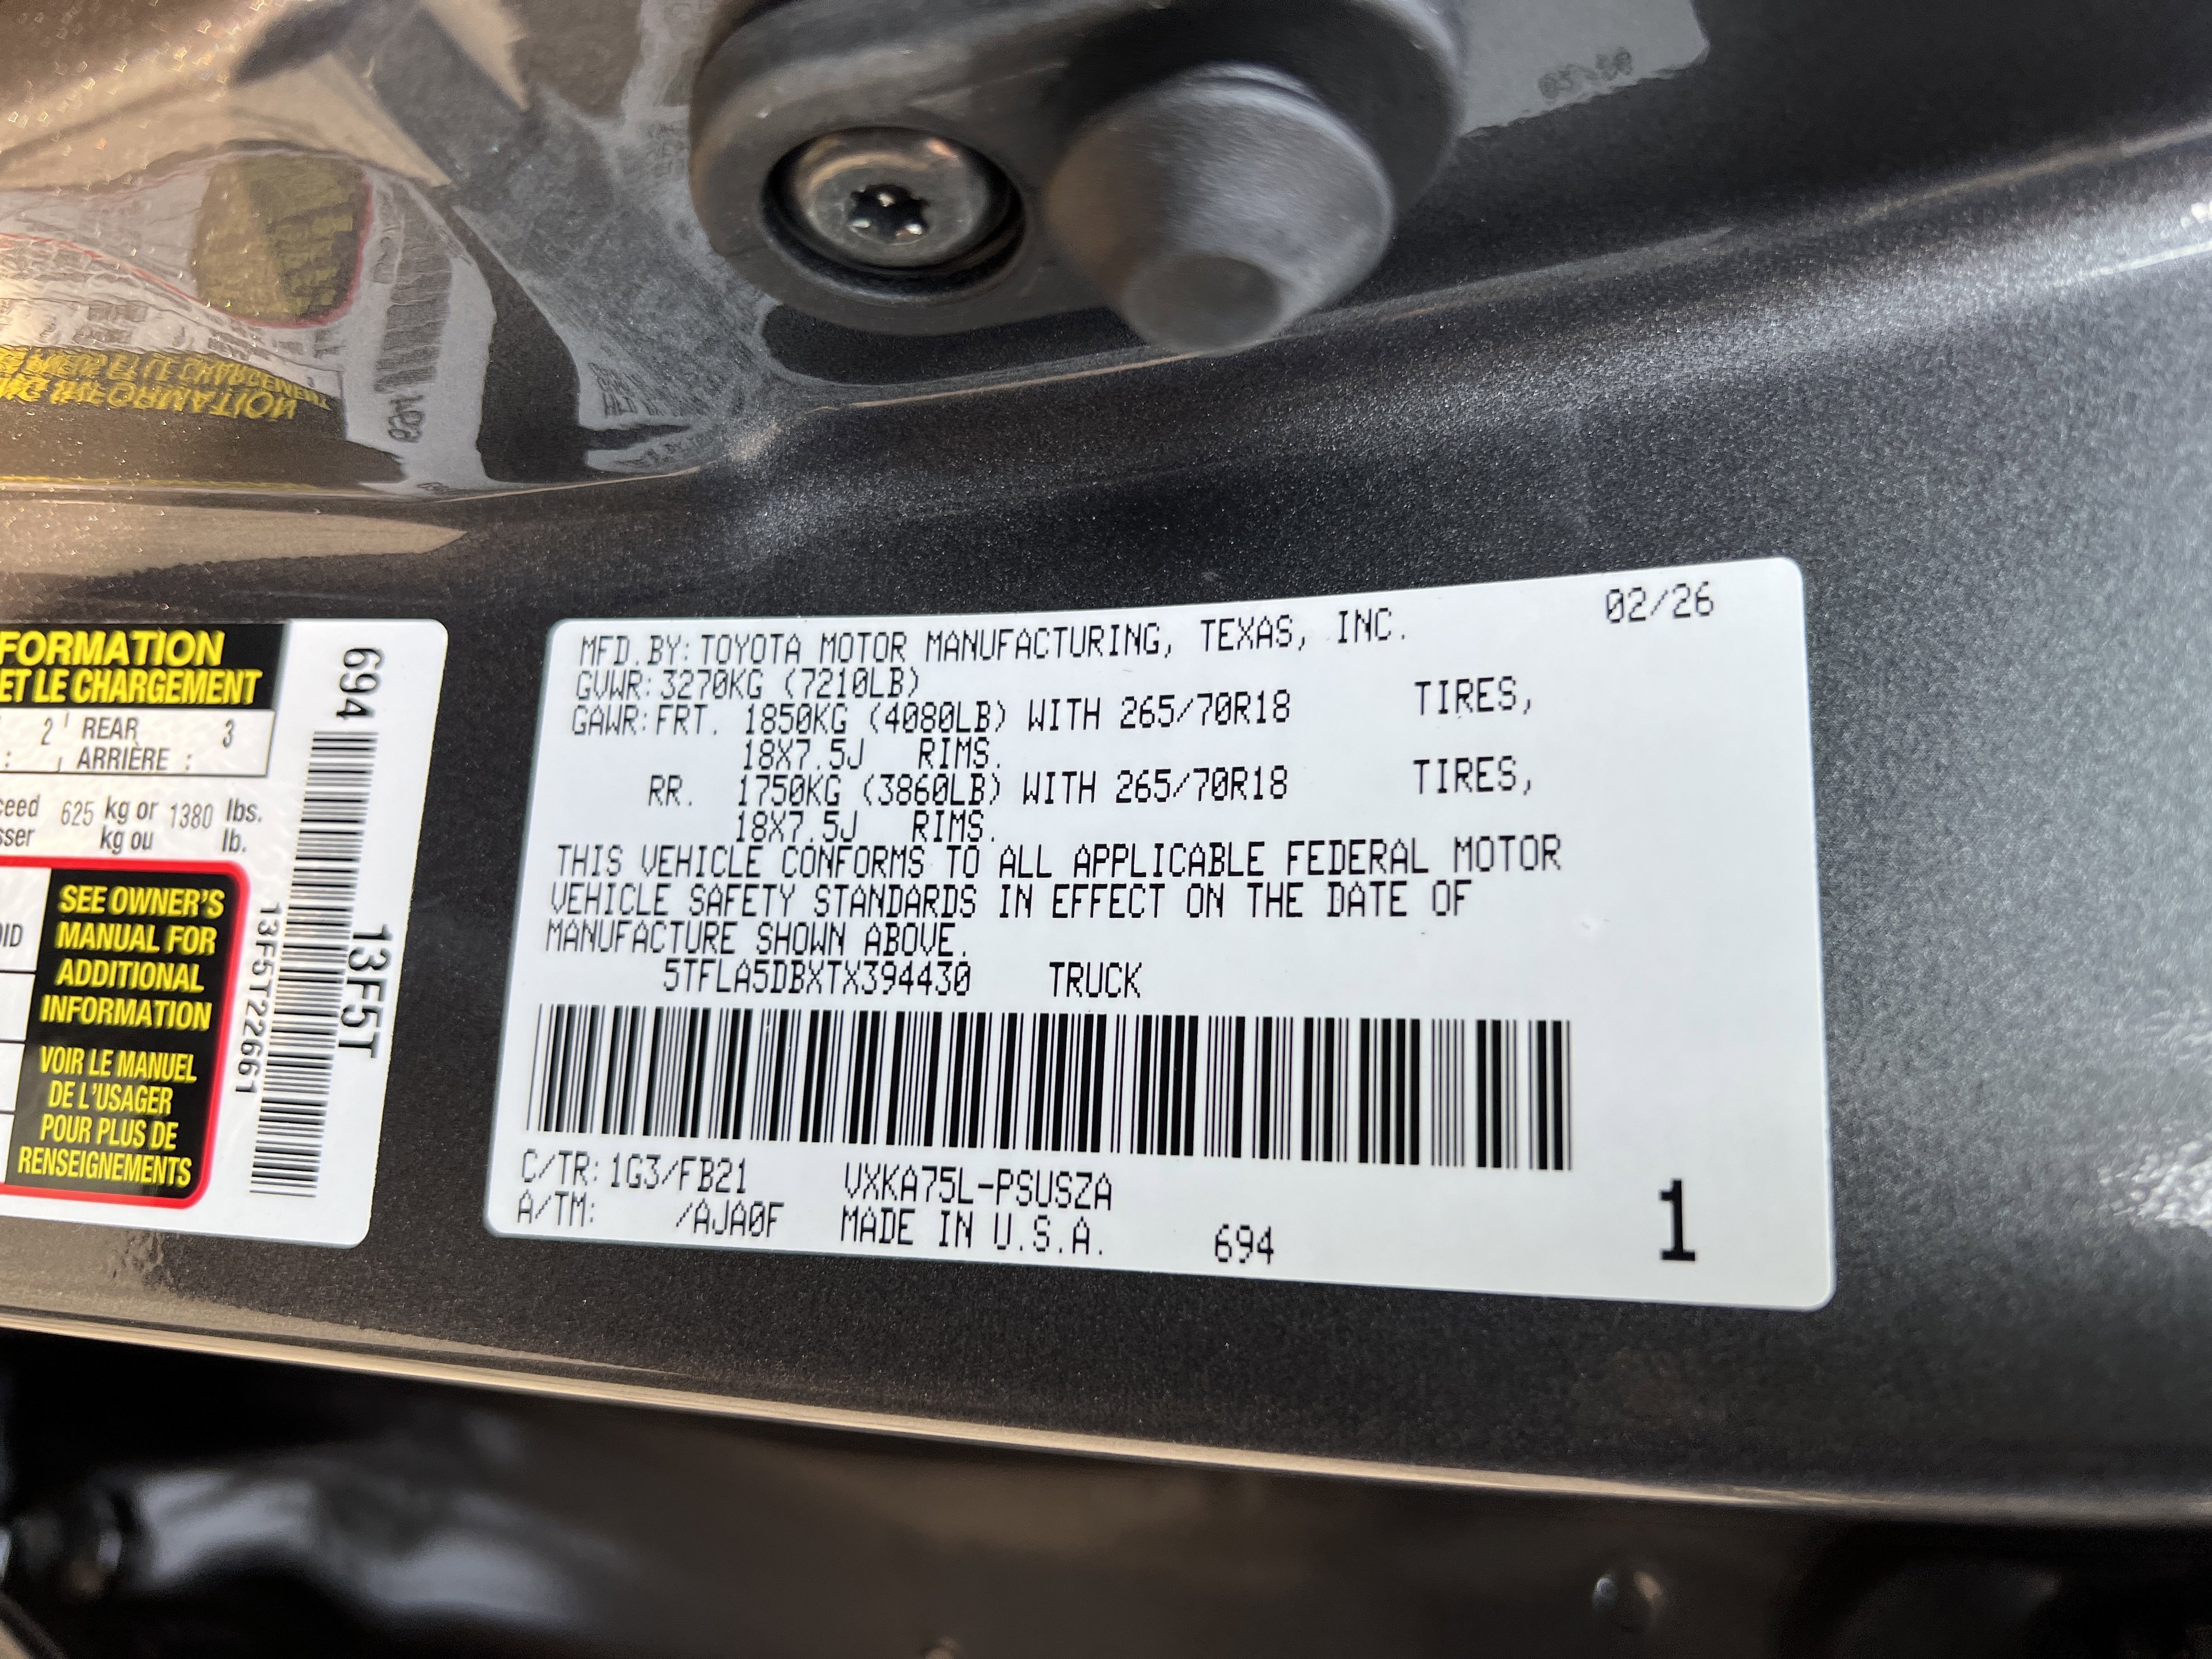 FORMATION
ET LE CHARGEMENT
2 REAR 3
: ARRIÈRE :
ceed 625 kg or 1380 lbs.
sser kg ou lb.
SEE OWNER'S
MANUAL FOR
ADDITIONAL
INFORMATION
VOIR LE MANUEL
DE L'USAGER
POUR PLUS DE
RENSEIGNEMENTS
694
13F5T
13F5T22661
MFD.BY:TOYOTA MOTOR MANUFACTURING, TEXAS, INC. 02/26
GVWR:3270KG (7210LB)
GAWR:FRT. 1850KG (4080LB) WITH 265/70R18 TIRES,
18X7.5J RIMS.
RR. 1750KG (3860LB) WITH 265/70R18 TIRES,
18X7.5J RIMS.
THIS VEHICLE CONFORMS TO ALL APPLICABLE FEDERAL MOTOR
VEHICLE SAFETY STANDARDS IN EFFECT ON THE DATE OF
MANUFACTURE SHOWN ABOVE.
5TFLA5DBXTX394430 TRUCK
C/TR:1G3/FB21 VXKA75L-PSUSZA
A/TM: /AJA0F MADE IN U.S.A. 694
1